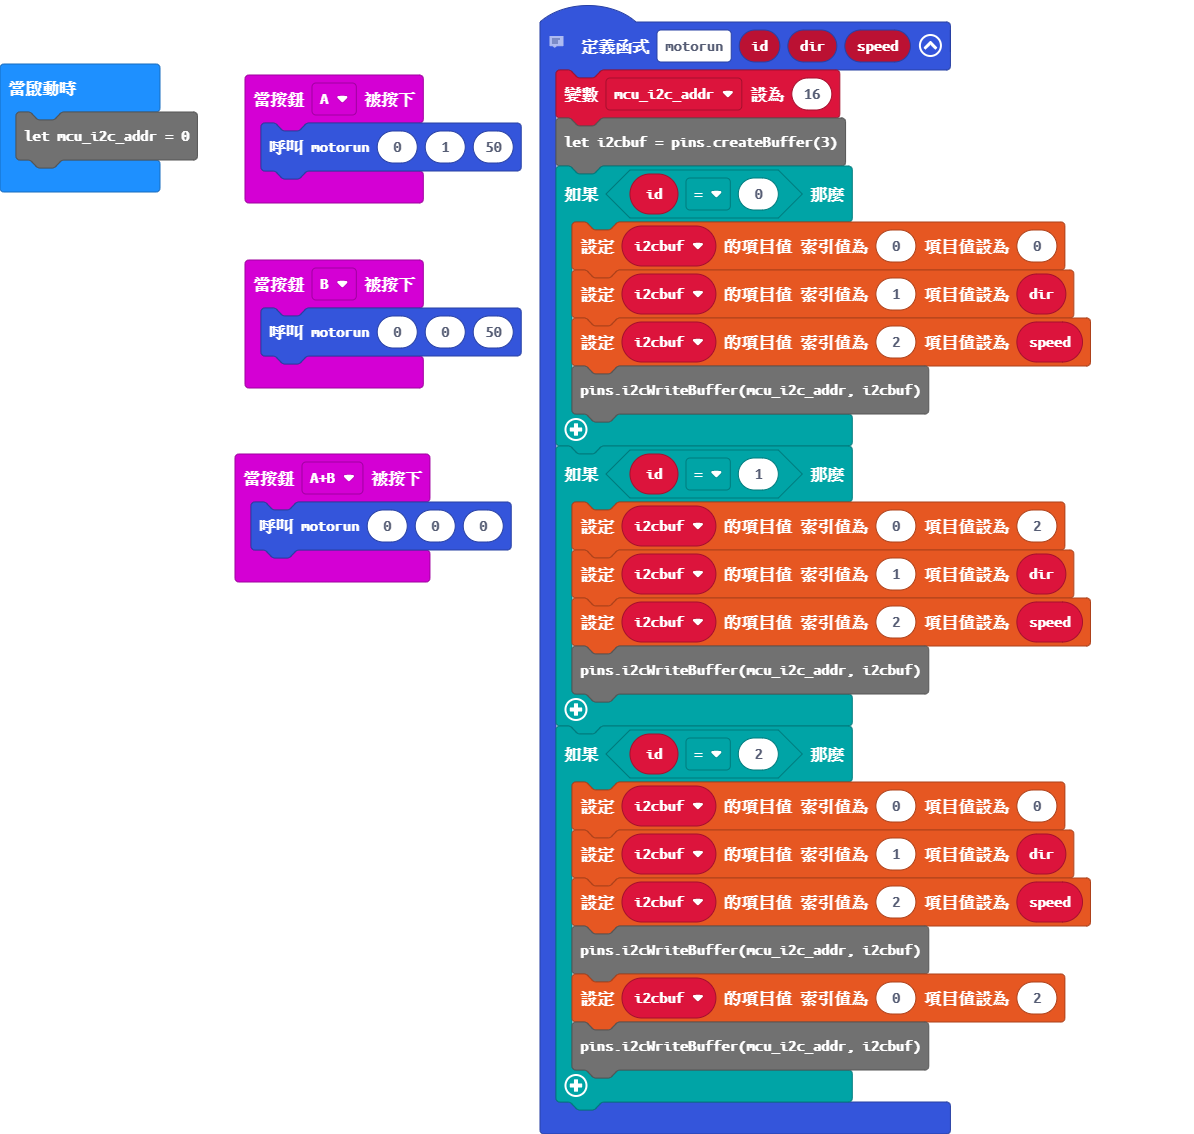 當啟動時
let mcu_i2c_addr = 0
當按鈕 A 被按下
呼叫 motorun 0 1 50
當按鈕 B 被按下
呼叫 motorun 0 0 50
當按鈕 A+B 被按下
呼叫 motorun 0 0 0
定義函式 motorun id dir speed
變數 mcu_i2c_addr 設為 16
let i2cbuf = pins.createBuffer(3)
如果 id = 0 那麼
設定 i2cbuf 的項目值 索引值為 0 項目值設為 0
設定 i2cbuf 的項目值 索引值為 1 項目值設為 dir
設定 i2cbuf 的項目值 索引值為 2 項目值設為 speed
pins.i2cWriteBuffer(mcu_i2c_addr, i2cbuf)
如果 id = 1 那麼
設定 i2cbuf 的項目值 索引值為 0 項目值設為 2
設定 i2cbuf 的項目值 索引值為 1 項目值設為 dir
設定 i2cbuf 的項目值 索引值為 2 項目值設為 speed
pins.i2cWriteBuffer(mcu_i2c_addr, i2cbuf)
如果 id = 2 那麼
設定 i2cbuf 的項目值 索引值為 0 項目值設為 0
設定 i2cbuf 的項目值 索引值為 1 項目值設為 dir
設定 i2cbuf 的項目值 索引值為 2 項目值設為 speed
pins.i2cWriteBuffer(mcu_i2c_addr, i2cbuf)
設定 i2cbuf 的項目值 索引值為 0 項目值設為 2
pins.i2cWriteBuffer(mcu_i2c_addr, i2cbuf)